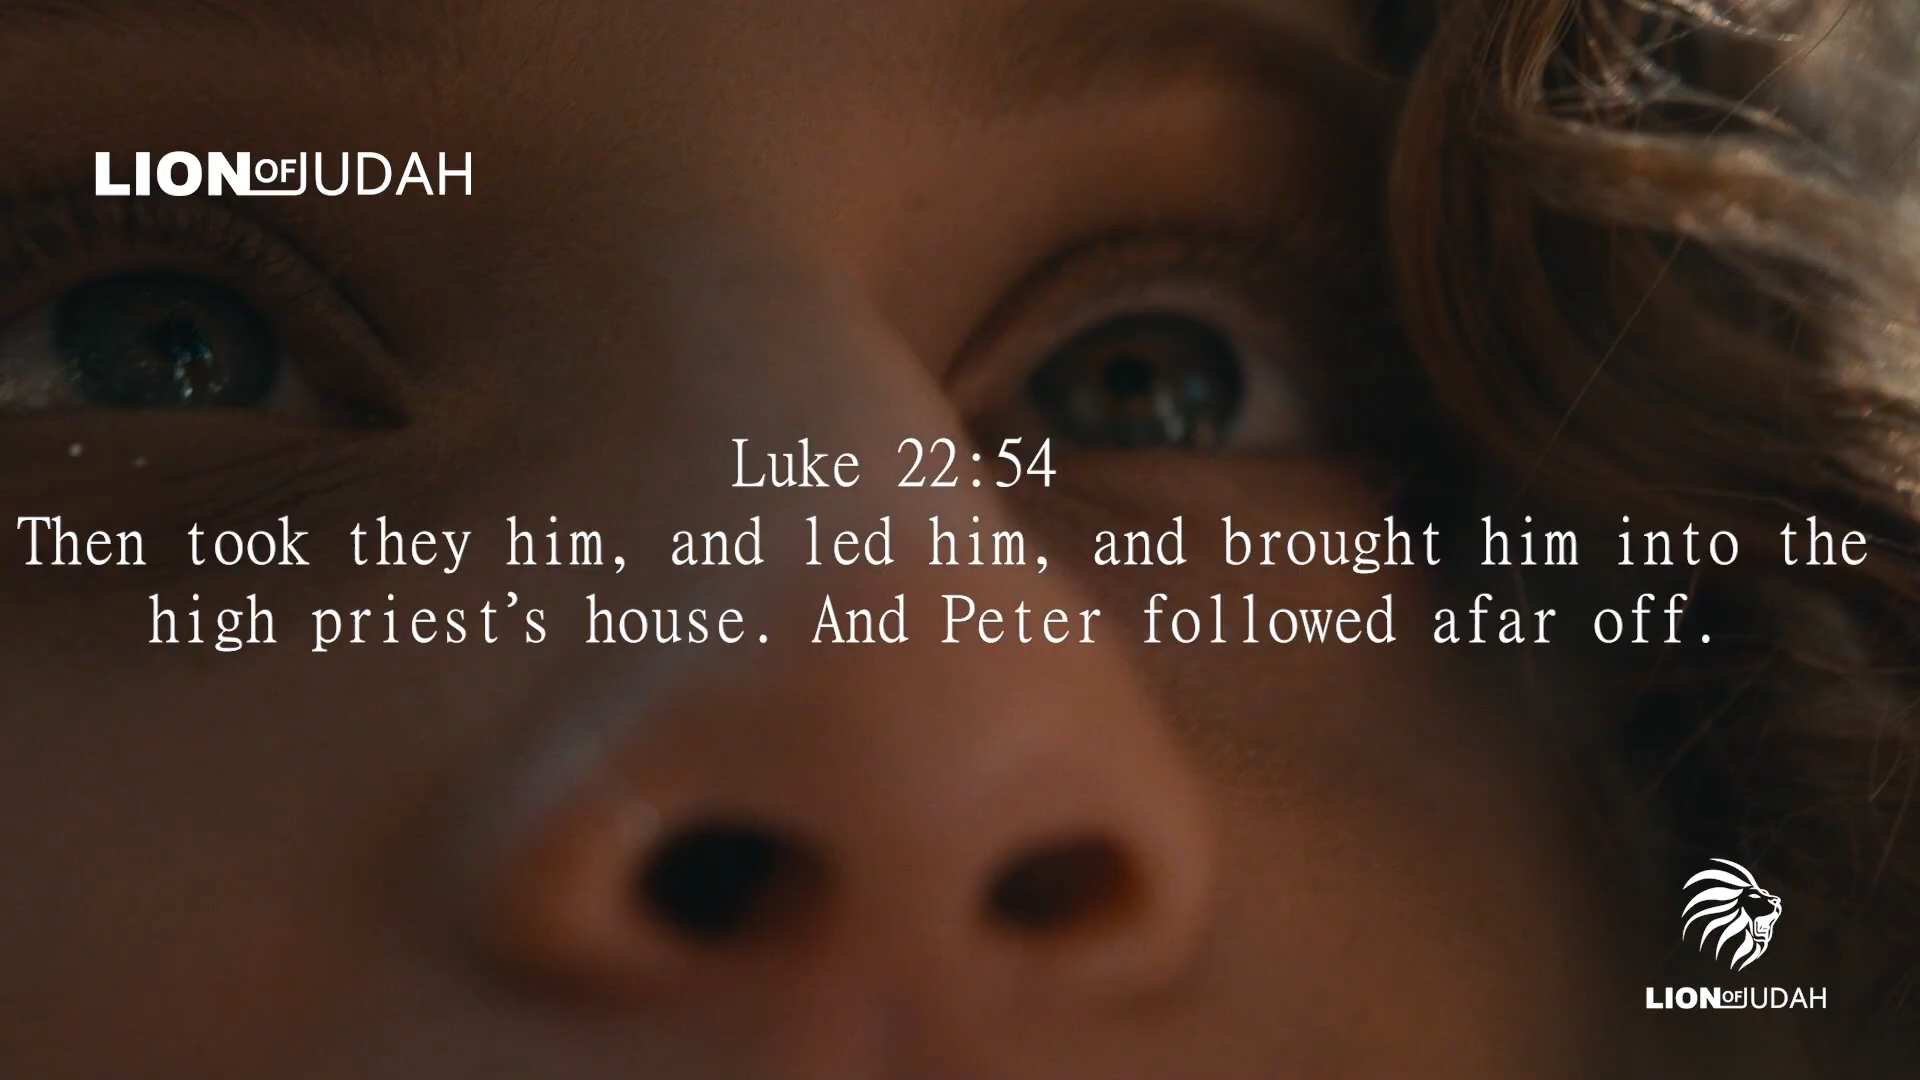 LION OF JUDAH
Luke 22:54
Then took they him, and led him, and brought him into the
high priest’s house. And Peter followed afar off.
LION OF JUDAH